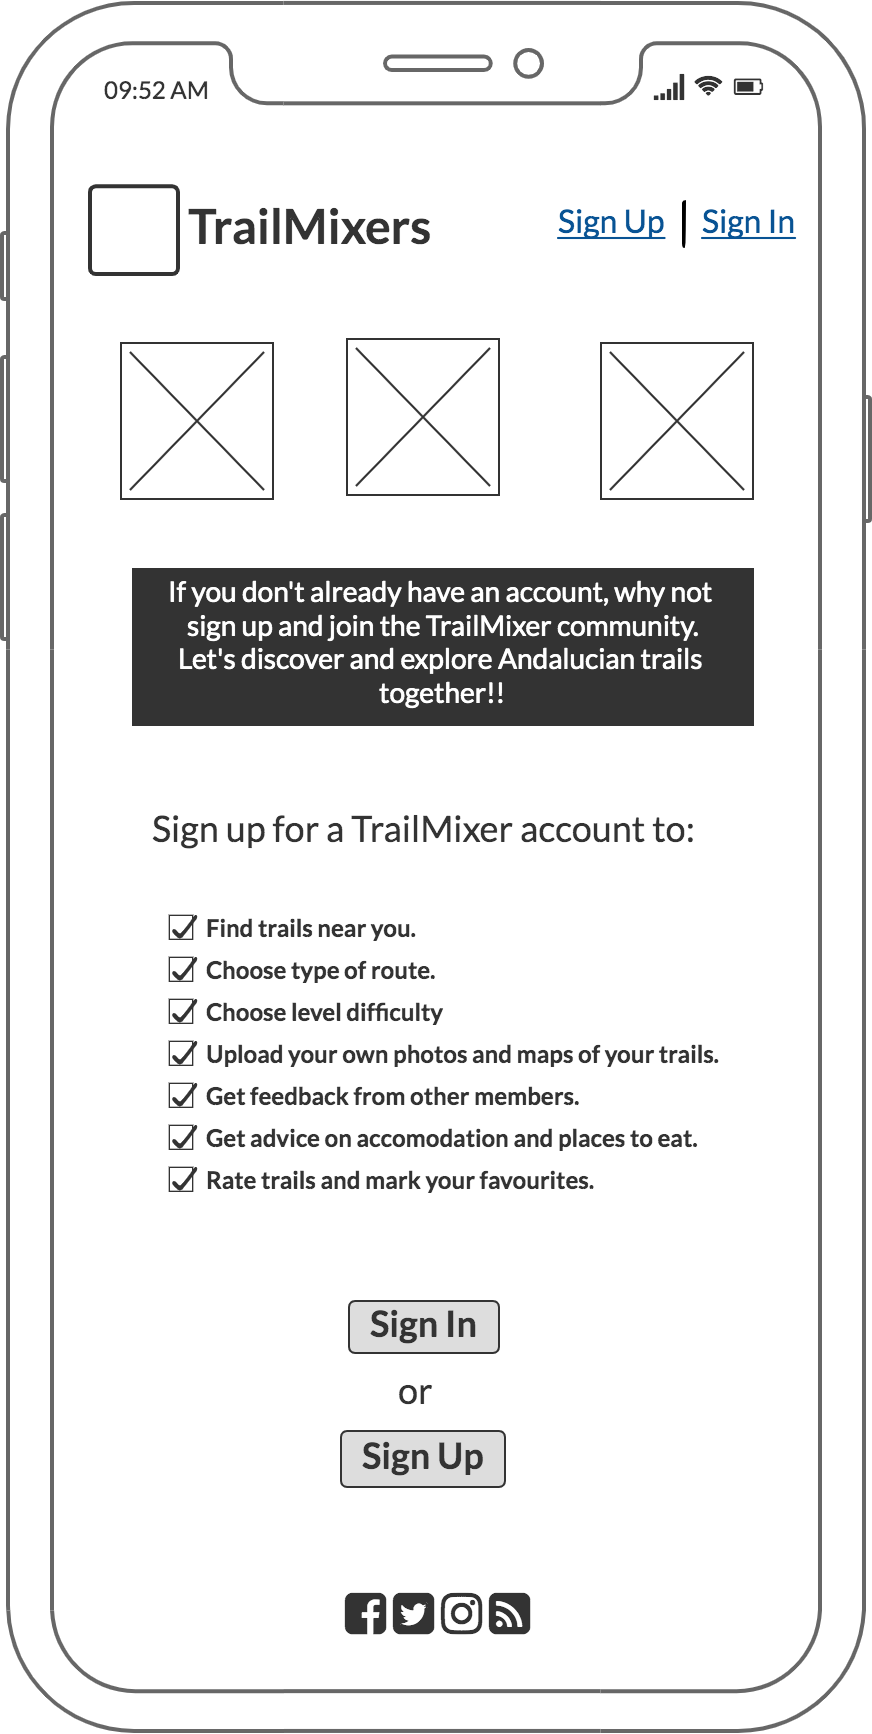 09:52 AM
TrailMixers
Sign Up | Sign In
If you don't already have an account, why not
sign up and join the TrailMixer community.
Let's discover and explore Andalucian trails
together!!
Sign up for a TrailMixer account to:
Find trails near you.
Choose type of route.
Choose level difficulty
Upload your own photos and maps of your trails.
Get feedback from other members.
Get advice on accomodation and places to eat.
Rate trails and mark your favourites.
Sign In
or
Sign Up